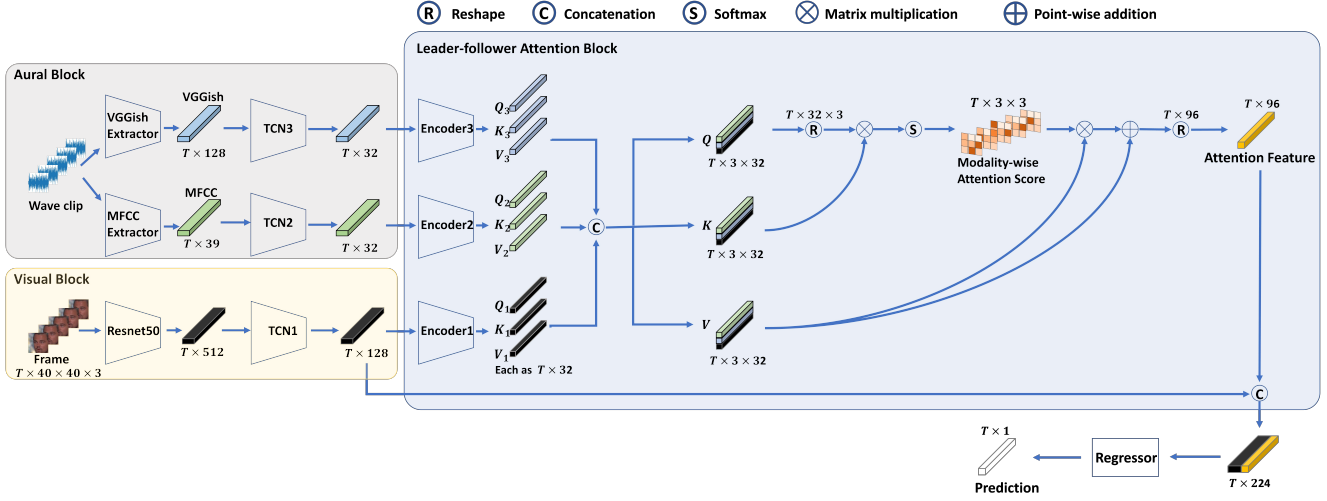 R Reshape C Concatenation S Softmax Matrix multiplication Point-wise addition
Leader-follower Attention Block
Aural Block
VGGish
Extractor
VGGish
T × 128
TCN3
T × 32
Wave clip
MFCC
Extractor
MFCC
T × 39
TCN2
T × 32
Visual Block
Frame
T × 40 × 40 × 3
Resnet50
T × 512
TCN1
T × 128
Encoder3
Q3
K3
V3
Encoder2
Q2
K2
V2
Encoder1
Q1
K1
V1
Each as T × 32
C
Q
T × 3 × 32
K
T × 3 × 32
V
T × 3 × 32
T × 32 × 3
R
S
T × 3 × 3
Modality-wise
Attention Score
T × 96
R
T × 96
Attention Feature
C
T × 224
Regressor
T × 1
Prediction